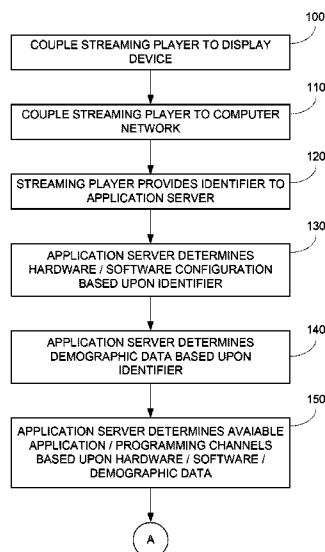 100
COUPLE STREAMING PLAYER TO DISPLAY
DEVICE
110
COUPLE STREAMING PLAYER TO COMPUTER
NETWORK
120
STREAMING PLAYER PROVIDES IDENTIFIER TO
APPLICATION SERVER
130
APPLICATION SERVER DETERMINES
HARDWARE / SOFTWARE CONFIGURATION
BASED UPON IDENTIFIER
140
APPLICATION SERVER DETERMINES
DEMOGRAPHIC DATA BASED UPON
IDENTIFIER
150
APPLICATION SERVER DETERMINES AVAIABLE
APPLICATION / PROGRAMMING CHANNELS
BASED UPON HARDWARE / SOFTWARE /
DEMOGRAPHIC DATA
A